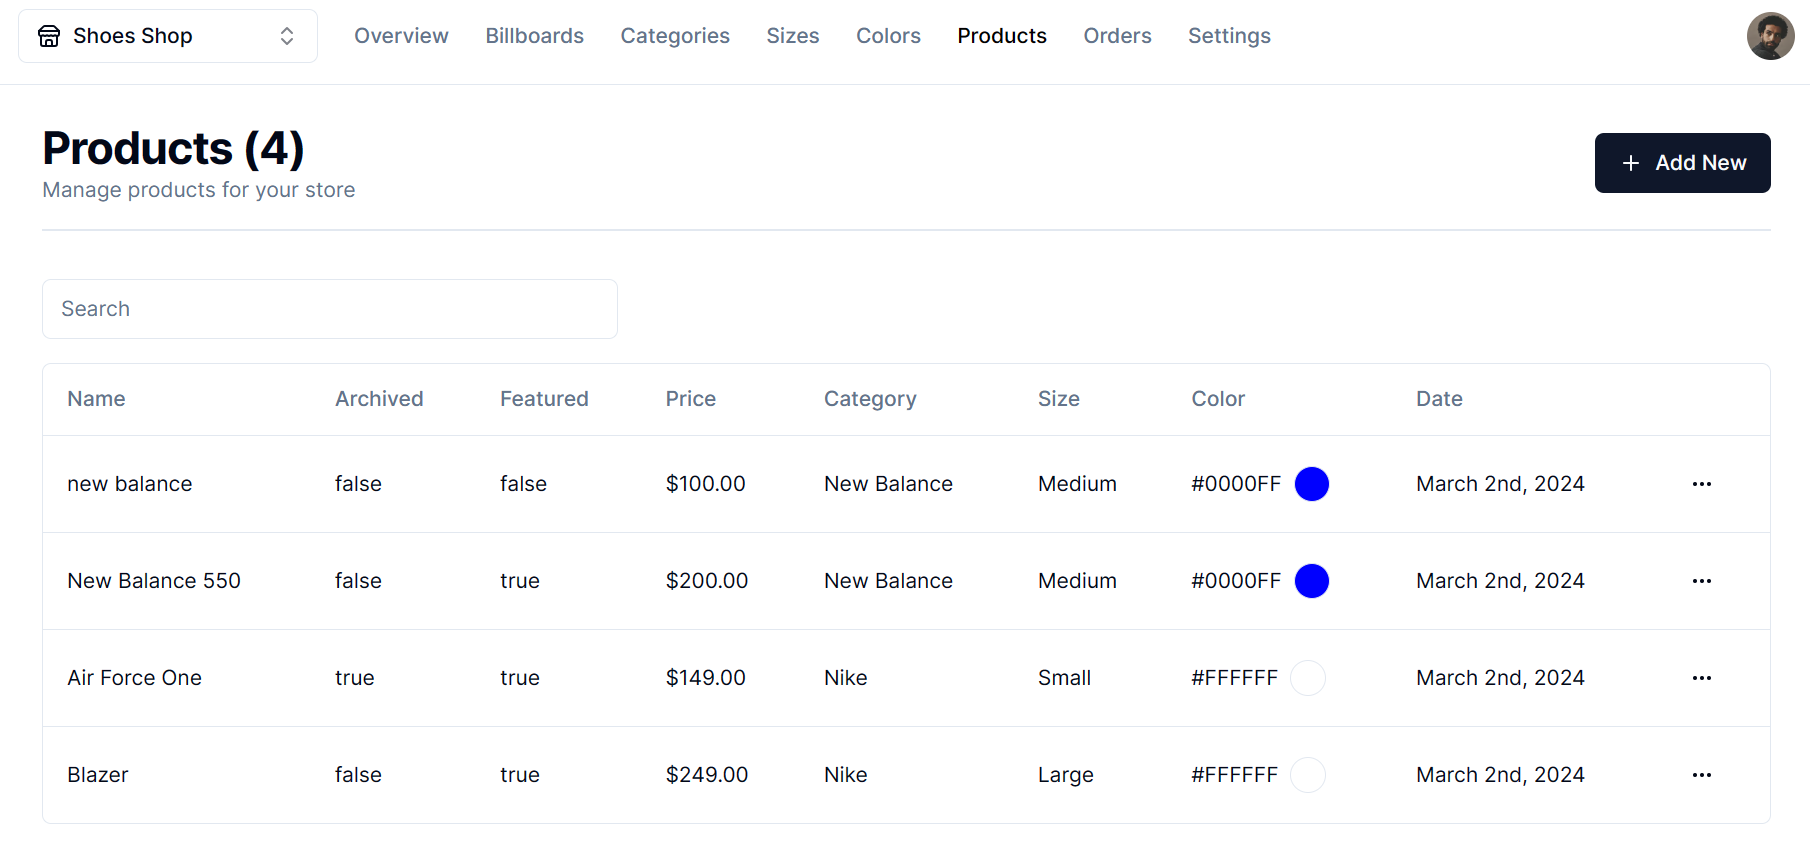 Shoes Shop Overview Billboards Categories Sizes Colors Products Orders Settings
Products (4)
Manage products for your store
+ Add New
Search
Name Archived Featured Price Category Size Color Date
new balance false false $100.00 New Balance Medium #0000FF March 2nd, 2024
New Balance 550 false true $200.00 New Balance Medium #0000FF March 2nd, 2024
Air Force One true true $149.00 Nike Small #FFFFFF March 2nd, 2024
Blazer false true $249.00 Nike Large #FFFFFF March 2nd, 2024